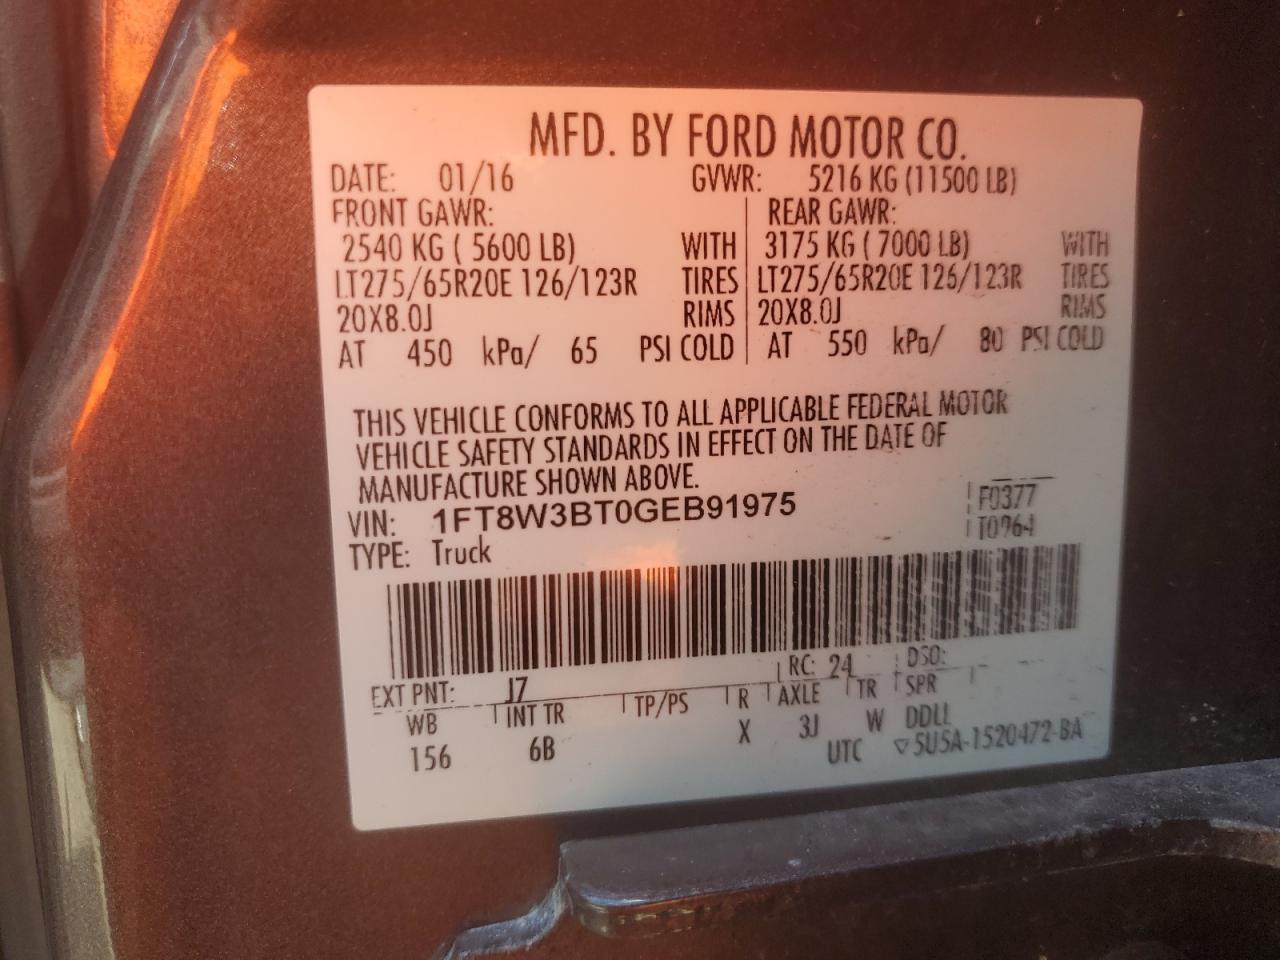 MFD. BY FORD MOTOR CO.
DATE: 01/16 GVWR: 5216 KG (11500 LB)
FRONT GAWR: REAR GAWR:
2540 KG ( 5600 LB) WITH 3175 KG ( 7000 LB) WITH
LT275/65R20E 126/123R TIRES LT275/65R20E 126/123R TIRES
20X8.0J RIMS 20X8.0J RIMS
AT 450 kPa/ 65 PSI COLD AT 550 kPa/ 80 PSI COLD
THIS VEHICLE CONFORMS TO ALL APPLICABLE FEDERAL MOTOR
VEHICLE SAFETY STANDARDS IN EFFECT ON THE DATE OF
MANUFACTURE SHOWN ABOVE.
VIN: 1FT8W3BT0GEB91975 F0377
TYPE: Truck T0964
EXT PNT: J7 RC: 24 DSO:
WB INT TR TP/PS R AXLE TR SPR
156 6B X 3J W DDLL
UTC ▽5U5A-1520472-BA